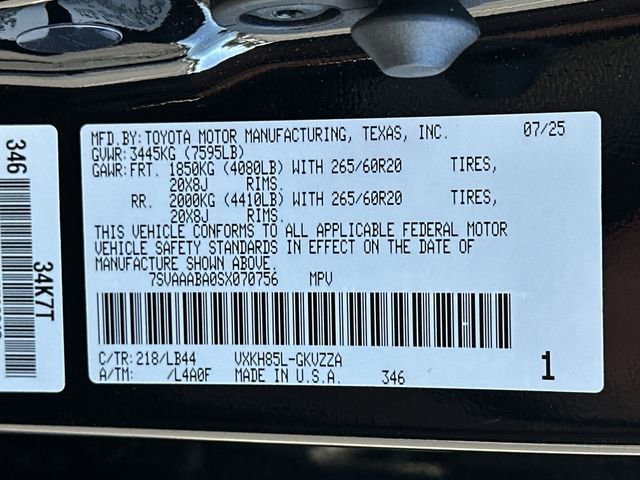 MFD.BY:TOYOTA MOTOR MANUFACTURING, TEXAS, INC. 07/25
GVWR:3445KG (7595LB)
GAWR:FRT. 1850KG (4080LB) WITH 265/60R20 TIRES,
20X8J RIMS.
RR. 2000KG (4410LB) WITH 265/60R20 TIRES,
20X8J RIMS.
THIS VEHICLE CONFORMS TO ALL APPLICABLE FEDERAL MOTOR
VEHICLE SAFETY STANDARDS IN EFFECT ON THE DATE OF
MANUFACTURE SHOWN ABOVE.
7SVAAABA0SX070756 MPV
C/TR:218/LB44 VXKH85L-GKVZZA
A/TM: /L4A0F MADE IN U.S.A. 346 1
346
34K7T